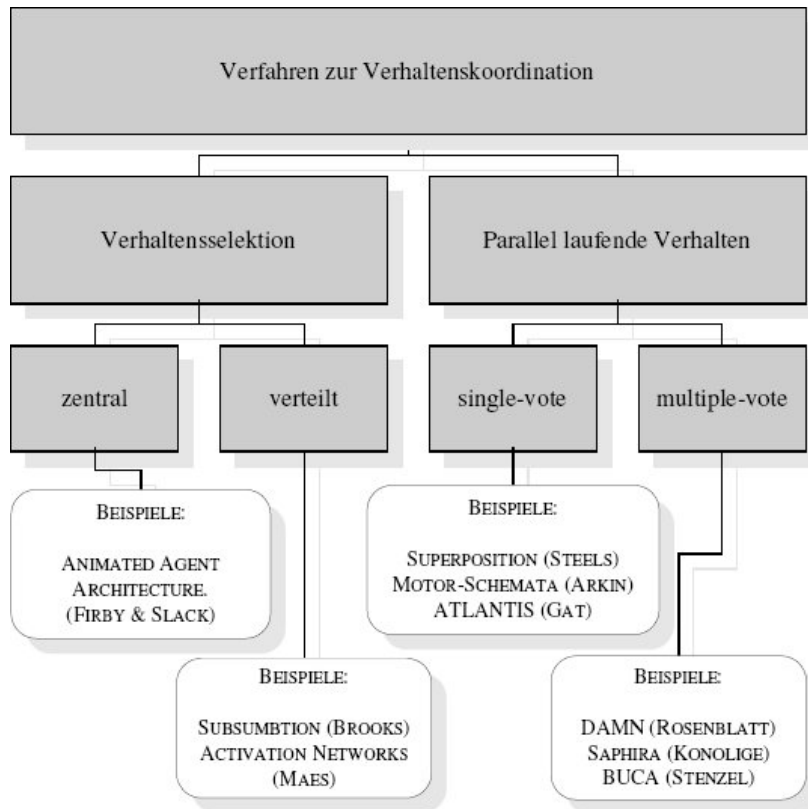 Verfahren zur Verhaltenskoordination
Verhaltensselektion
Parallel laufende Verhalten
zentral
verteilt
single-vote
multiple-vote
BEISPIELE:
ANIMATED AGENT
ARCHITECTURE.
(FIRBY & SLACK)
BEISPIELE:
SUPERPOSITION (STEELS)
MOTOR-SCHEMATA (ARKIN)
ATLANTIS (GAT)
BEISPIELE:
SUBSUMBTION (BROOKS)
ACTIVATION NETWORKS
(MAES)
BEISPIELE:
DAMN (ROSENBLATT)
SAPHIRA (KONOLIGE)
BUCA (STENZEL)